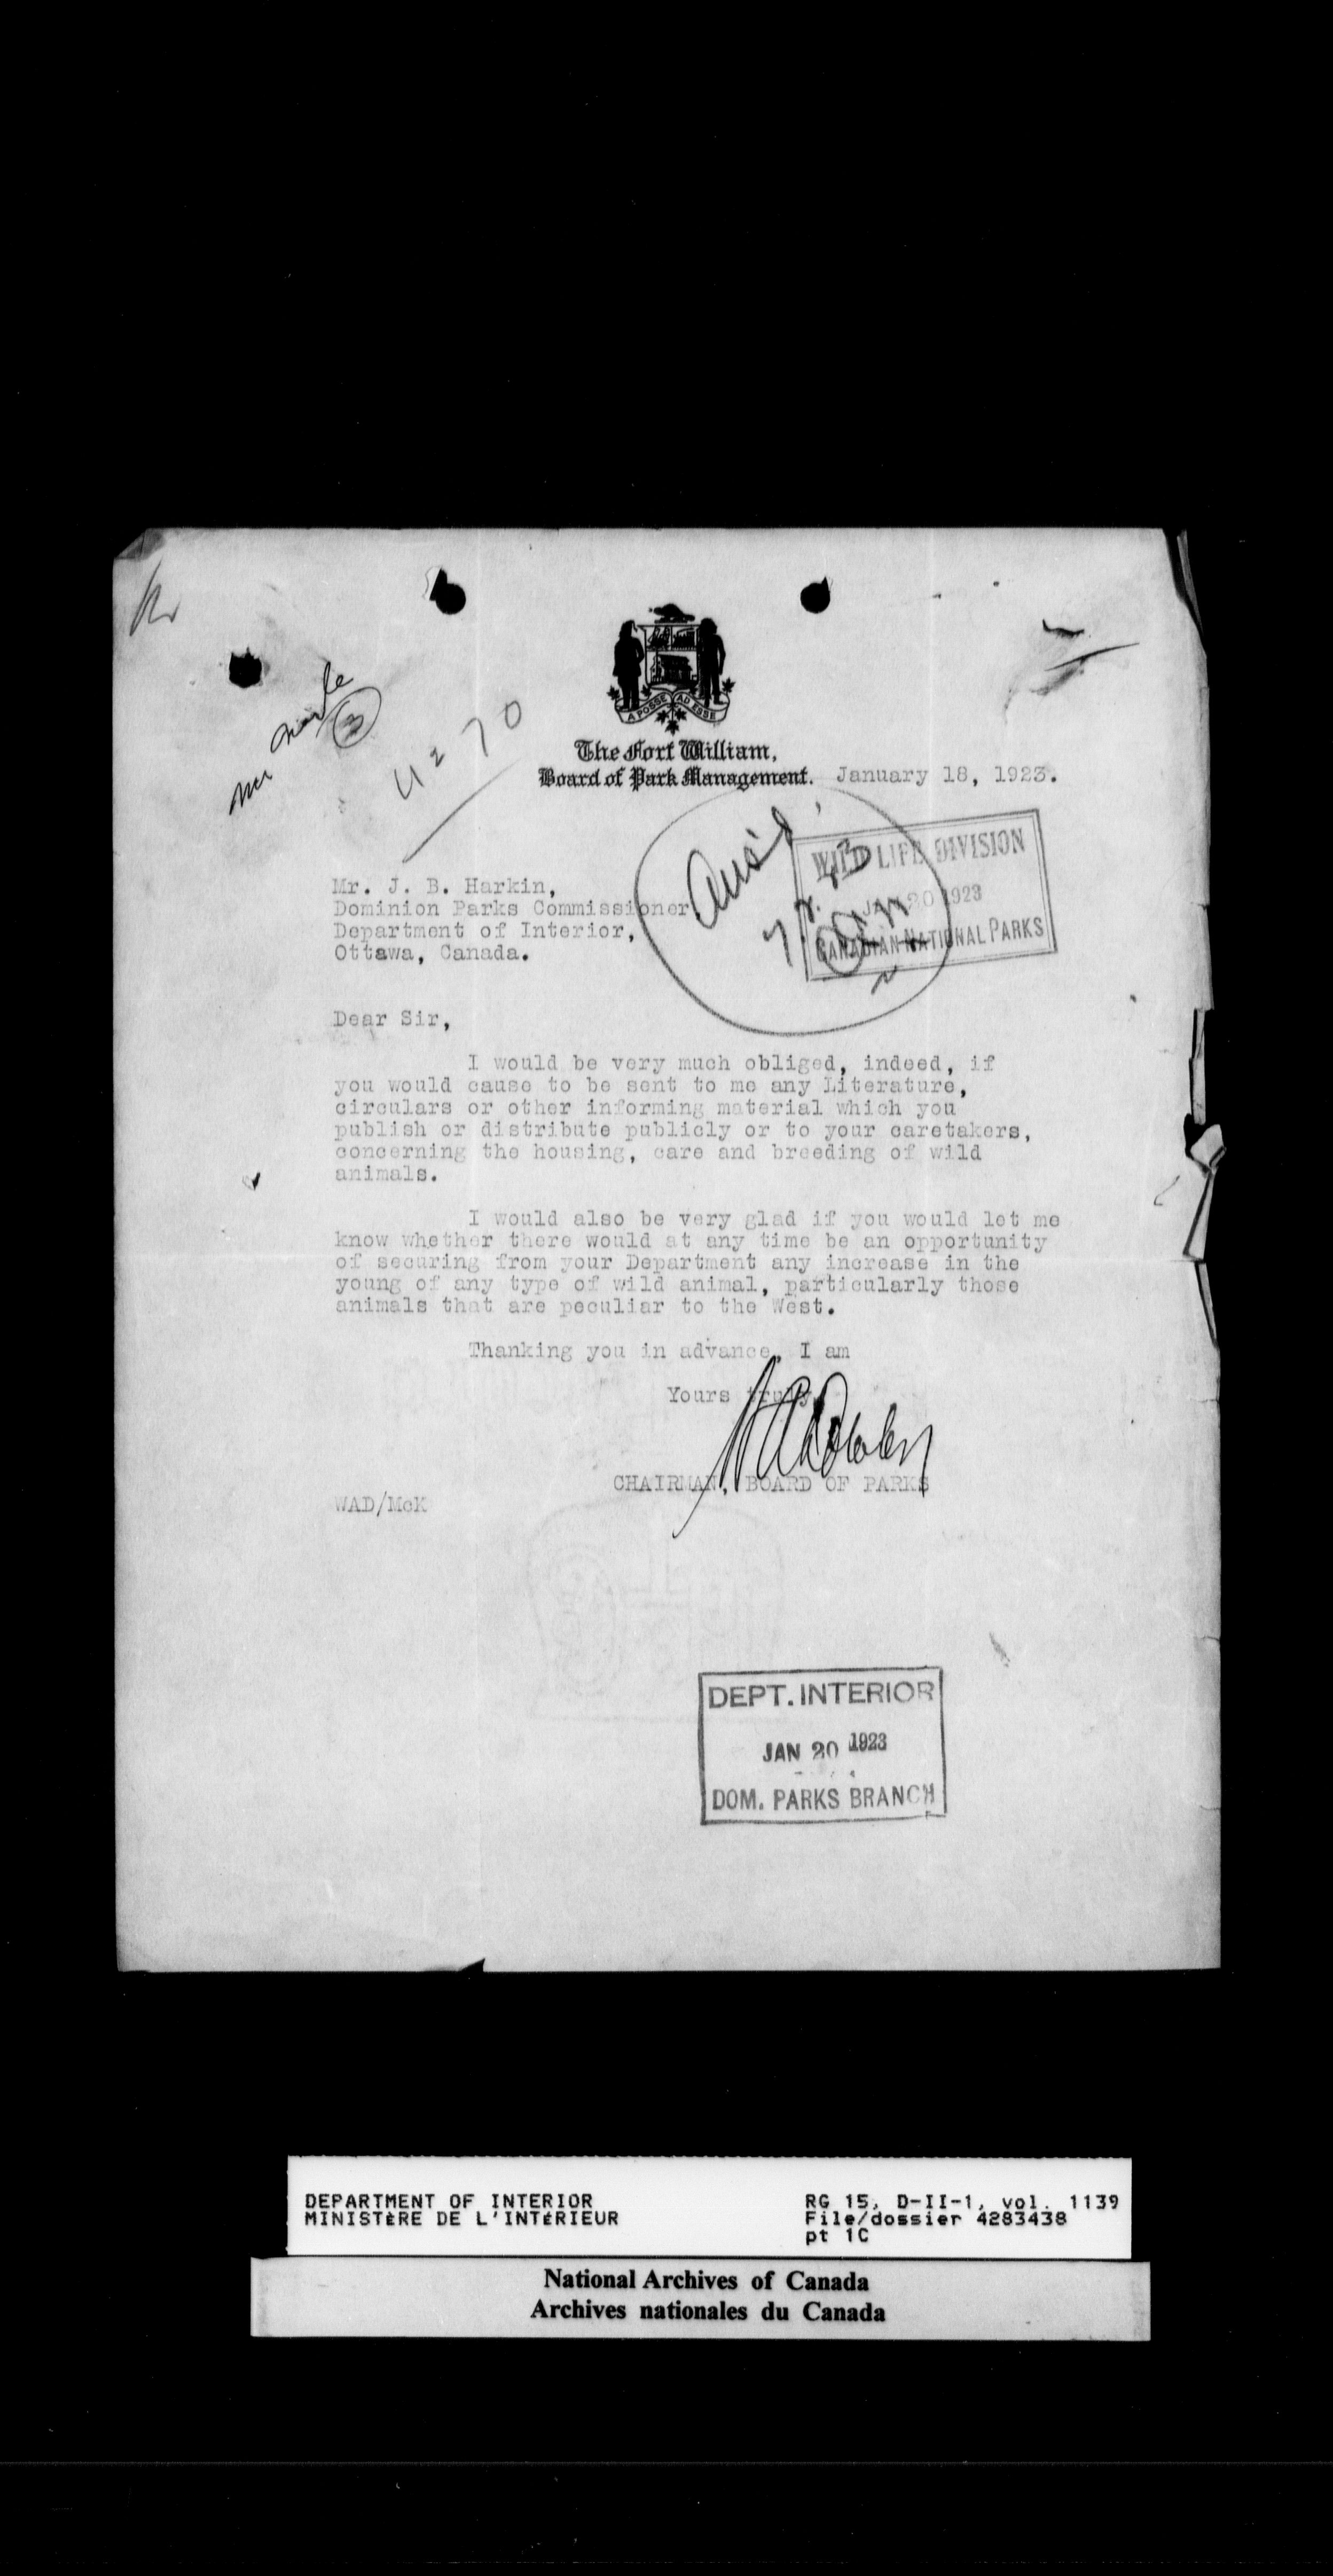 A POSSE AD ESSE
The Fort William,
Board of Park Management. January 18, 1923.
4270
Ans'd
WILD LIFE DIVISION
JAN 20 1923
CANADIAN NATIONAL PARKS
Mr. J. B. Harkin,
Dominion Parks Commissioner,
Department of Interior,
Ottawa, Canada.
Dear Sir,
I would be very much obliged, indeed, if
you would cause to be sent to me any Literature,
circulars or other informing material which you
publish or distribute publicly or to your caretakers,
concerning the housing, care and breeding of wild
animals.
I would also be very glad if you would let me
know whether there would at any time be an opportunity
of securing from your Department any increase in the
young of any type of wild animal, particularly those
animals that are peculiar to the West.
Thanking you in advance, I am
Yours truly,
CHAIRMAN, BOARD OF PARKS
WAD/McK
DEPT. INTERIOR
JAN 20 1923
DOM. PARKS BRANCH
DEPARTMENT OF INTERIOR
MINISTÈRE DE L'INTÉRIEUR
RG 15, D-II-1, vol. 1139
File/dossier 4283438
pt 1C
National Archives of Canada
Archives nationales du Canada